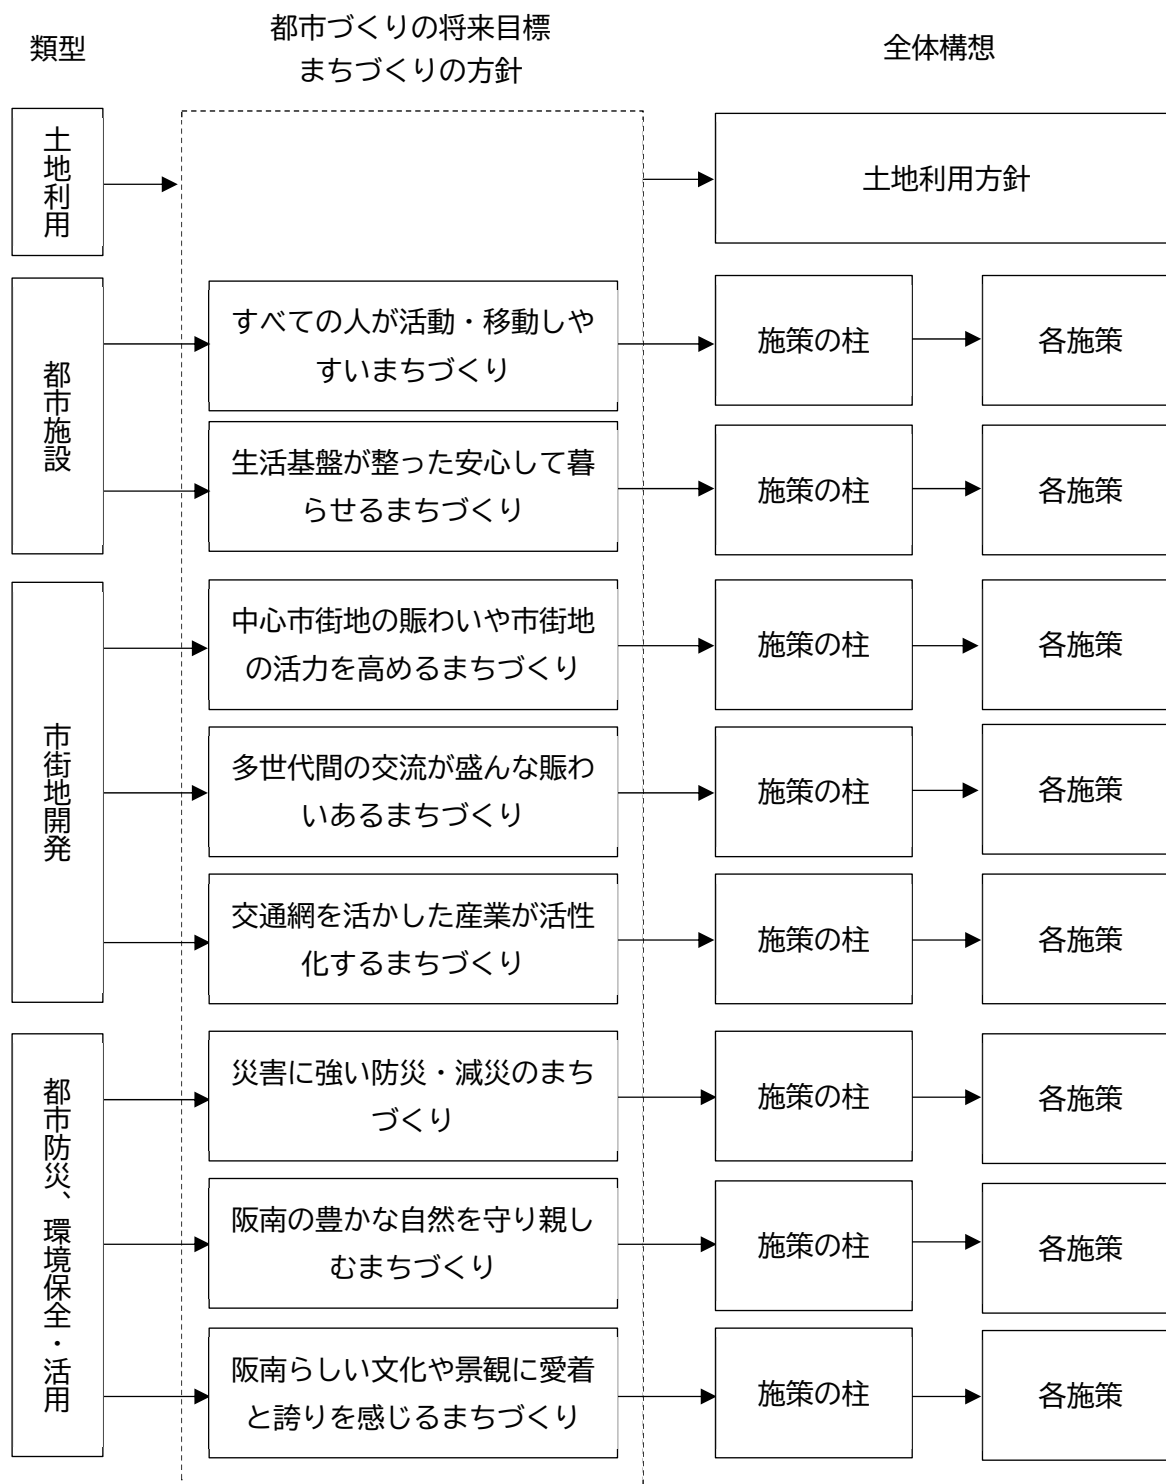 類型
都市づくりの将来目標
まちづくりの方針
全体構想
土地利用
土地利用方針
都市施設
すべての人が活動・移動しや
すいまちづくり
施策の柱
各施策
生活基盤が整った安心して暮
らせるまちづくり
施策の柱
各施策
市街地開発
中心市街地の賑わいや市街地
の活力を高めるまちづくり
施策の柱
各施策
多世代間の交流が盛んな賑わ
いあるまちづくり
施策の柱
各施策
交通網を活かした産業が活性
化するまちづくり
施策の柱
各施策
都市防災、環境保全・活用
災害に強い防災・減災のまち
づくり
施策の柱
各施策
阪南の豊かな自然を守り親し
むまちづくり
施策の柱
各施策
阪南らしい文化や景観に愛着
と誇りを感じるまちづくり
施策の柱
各施策